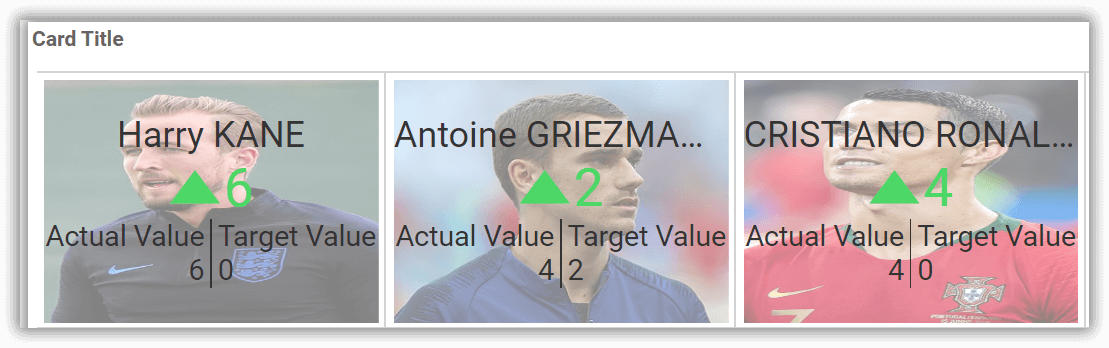 Card Title
Harry KANE
6
Actual Value Target Value
6 0
Antoine GRIEZMA...
2
Actual Value Target Value
4 2
CRISTIANO RONAL...
4
Actual Value Target Value
4 0